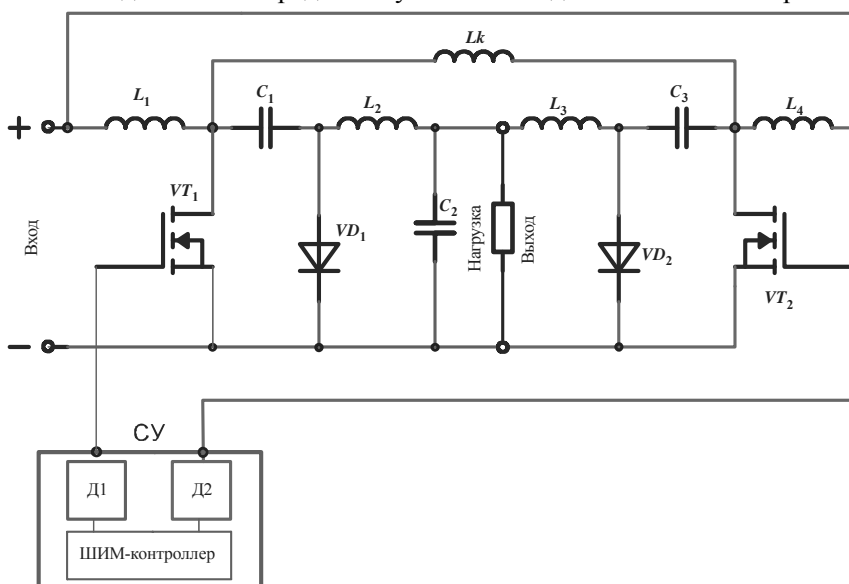 Lk
L1
C1
L2
L3
C3
L4
+
VT1
Вход
VD1
C2
Нагрузка
Выход
VD2
VT2
−
СУ
Д1
Д2
ШИМ-контроллер